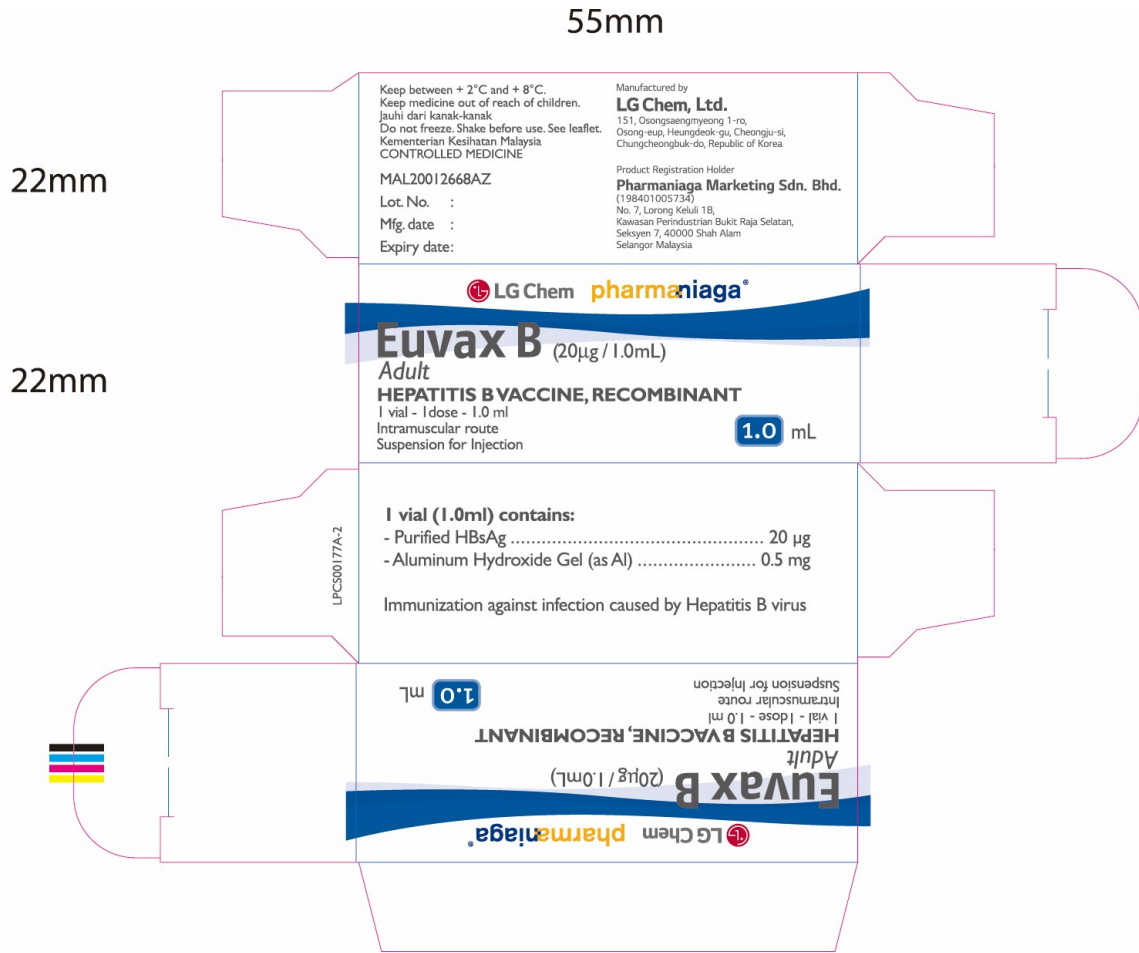 55mm
22mm
22mm
Keep between + 2°C and + 8°C.
Keep medicine out of reach of children.
Jauhi dari kanak-kanak
Do not freeze. Shake before use. See leaflet.
Kementerian Kesihatan Malaysia
CONTROLLED MEDICINE
MAL20012668AZ
Lot. No. :
Mfg. date :
Expiry date:
Manufactured by
LG Chem, Ltd.
151, Osongsaengmyeong 1-ro,
Osong-eup, Heungdeok-gu, Cheongju-si,
Chungcheongbuk-do, Republic of Korea
Product Registration Holder
Pharmaniaga Marketing Sdn. Bhd.
(198401005734)
No. 7, Lorong Keluli 1B,
Kawasan Perindustrian Bukit Raja Selatan,
Seksyen 7, 40000 Shah Alam
Selangor Malaysia
LG Chem pharmaniaga®
Euvax B (20µg / 1.0mL)
Adult
HEPATITIS B VACCINE, RECOMBINANT
1 vial - 1dose - 1.0 ml
Intramuscular route
Suspension for Injection
1.0 mL
LPCS00177A-2
1 vial (1.0ml) contains:
- Purified HBsAg ................................................. 20 µg
- Aluminum Hydroxide Gel (as Al) ....................... 0.5 mg
Immunization against infection caused by Hepatitis B virus
LG Chem pharmaniaga®
Euvax B (20µg / 1.0mL)
Adult
HEPATITIS B VACCINE, RECOMBINANT
1 vial - 1dose - 1.0 ml
Intramuscular route
Suspension for Injection
1.0 mL